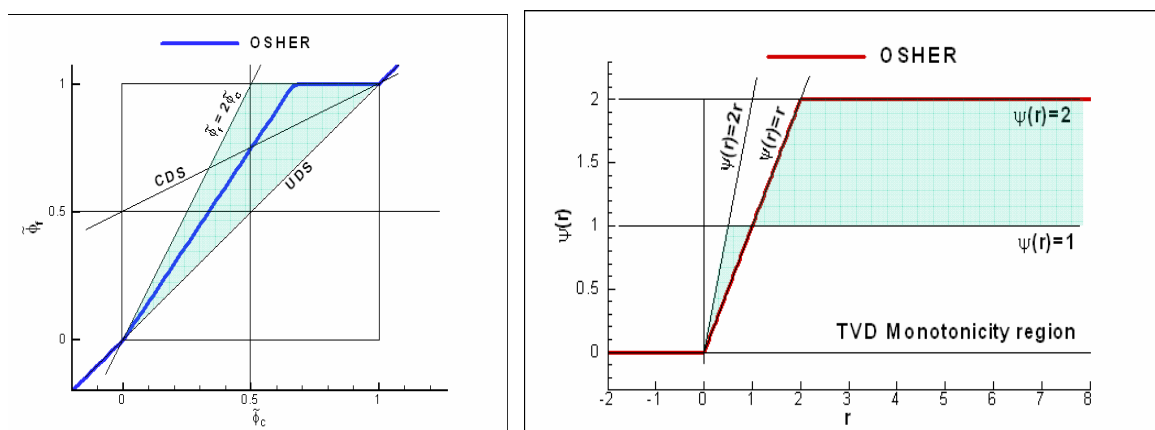 OSHER
1
0.5
0
φ̃f
φ̃f = 2φ̃c
CDS
UDS
0
0.5
1
φ̃c
OSHER
2
1.5
1
0.5
0
ψ(r)
ψ(r)=2r
ψ(r)=r
ψ(r)=2
ψ(r)=1
TVD Monotonicity region
-2
-1
0
1
2
3
4
5
6
7
8
r